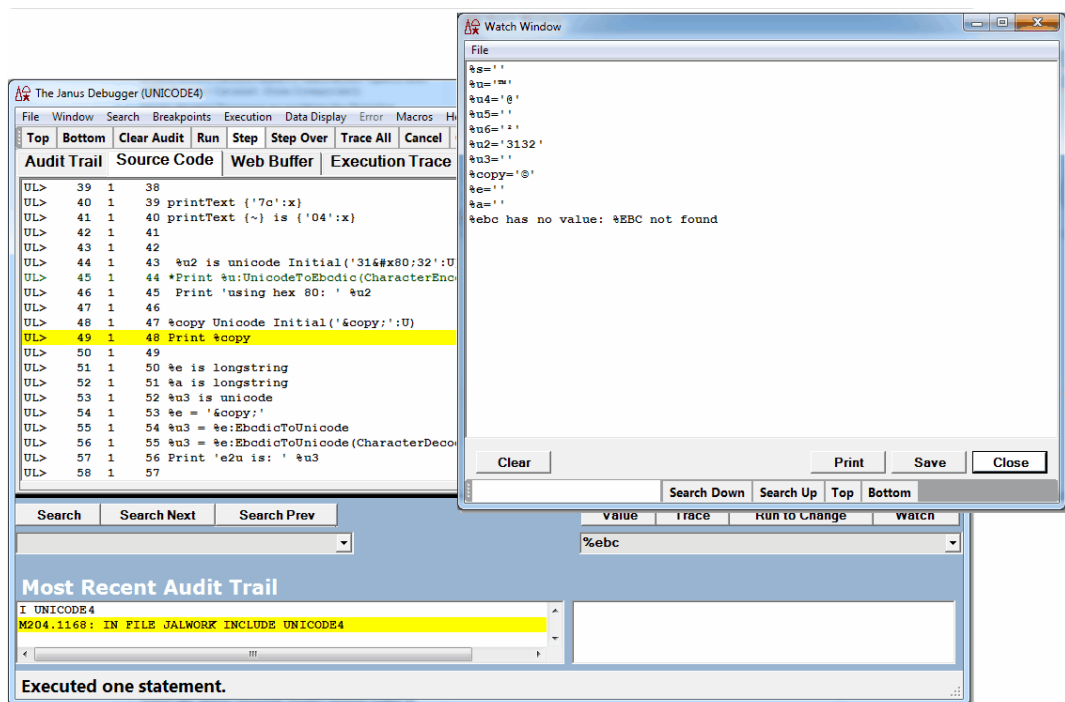 Watch Window
File
%s=''
%u='™'
%u4='@'
%u5=''
%u6='²'
%u2='3132'
%u3=''
%copy='©'
%e=''
%a=''
%ebc has no value: %EBC not found
Clear Print Save Close
Search Down Search Up Top Bottom
The Janus Debugger (UNICODE4)
File Window Search Breakpoints Execution Data Display Error Macros H
Top Bottom Clear Audit Run Step Step Over Trace All Cancel
Audit Trail Source Code Web Buffer Execution Trace
UL> 39 1 38
UL> 40 1 39 printText {'7c':x}
UL> 41 1 40 printText {~} is {'04':x}
UL> 42 1 41
UL> 43 1 42
UL> 44 1 43 %u2 is unicode Initial('31&#x80;32':U
UL> 45 1 44 *Print %u:UnicodeToEbcdic(CharacterEnc
UL> 46 1 45 Print 'using hex 80: ' %u2
UL> 47 1 46
UL> 48 1 47 %copy Unicode Initial('&copy;':U)
UL> 49 1 48 Print %copy
UL> 50 1 49
UL> 51 1 50 %e is longstring
UL> 52 1 51 %a is longstring
UL> 53 1 52 %u3 is unicode
UL> 54 1 53 %e = '&copy;'
UL> 55 1 54 %u3 = %e:EbcdicToUnicode
UL> 56 1 55 %u3 = %e:EbcdicToUnicode(CharacterDeco
UL> 57 1 56 Print 'e2u is: ' %u3
UL> 58 1 57
Search Search Next Search Prev Value Trace Run to Change Watch
%ebc
Most Recent Audit Trail
I UNICODE4
M204.1168: IN FILE JALWORK INCLUDE UNICODE4
Executed one statement.